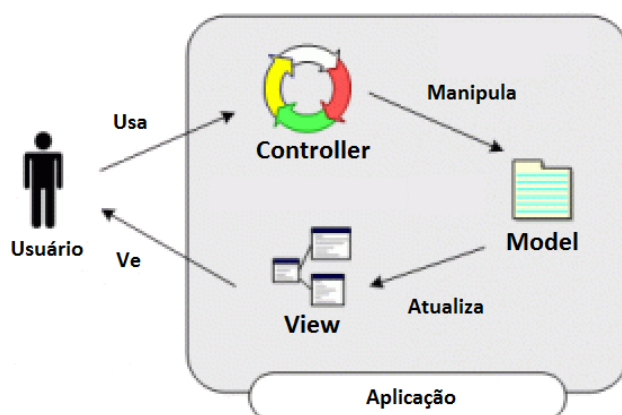 Usa
Manipula
Controller
Usuário
Model
Ve
View
Atualiza
Aplicação